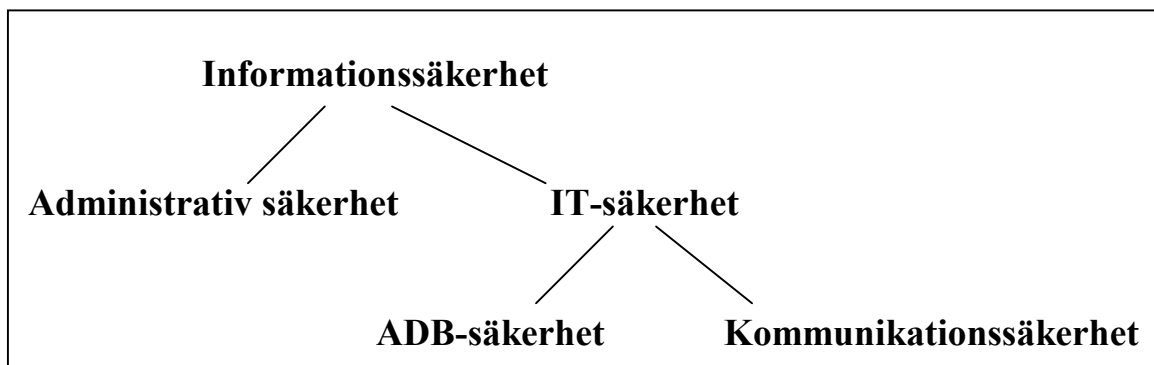 Informationssäkerhet
Administrativ säkerhet IT-säkerhet
ADB-säkerhet Kommunikationssäkerhet